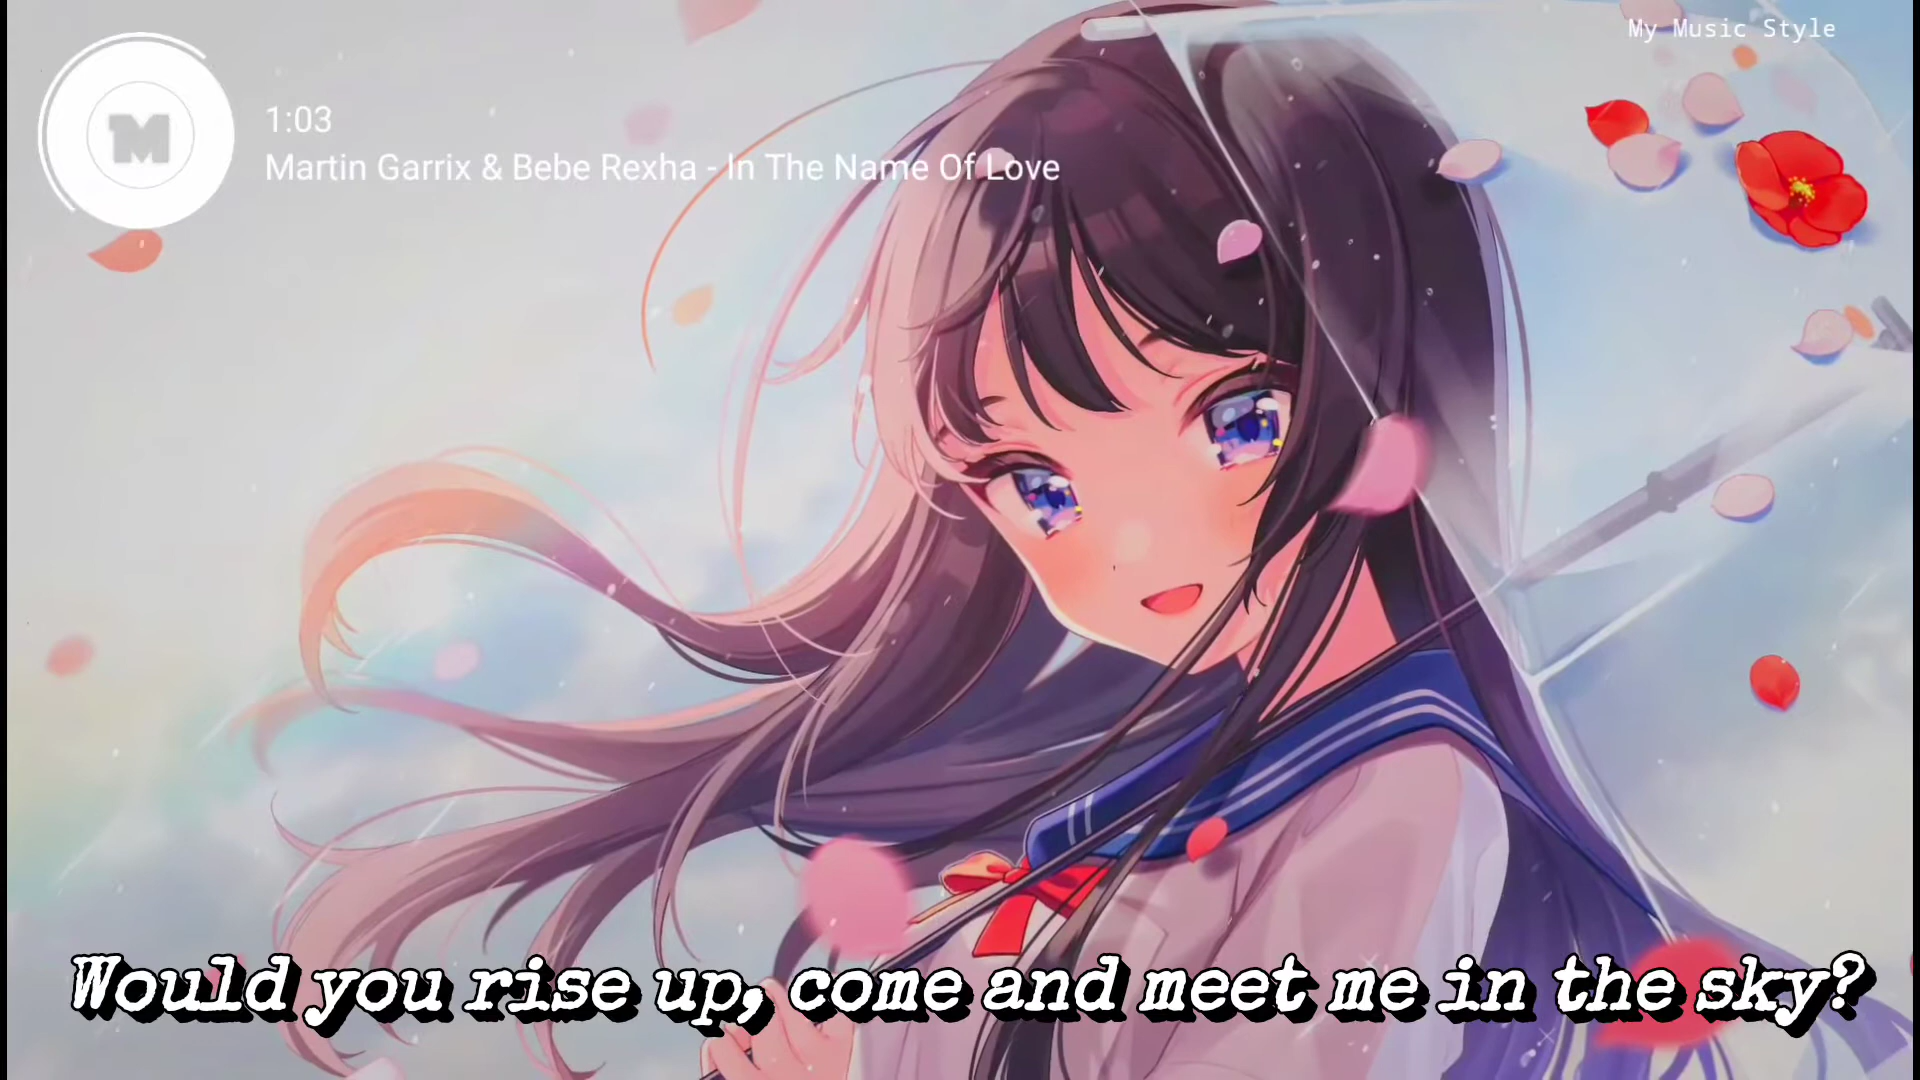 My Music Style
M
1:03
Martin Garrix & Bebe Rexha - In The Name Of Love
Would you rise up, come and meet me in the sky?